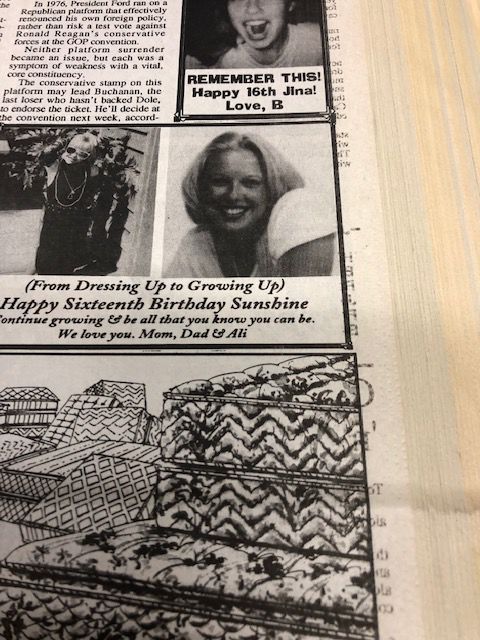 In 1976, President Ford ran on a
Republican platform that effectively
renounced his own foreign policy,
rather than risk a test vote against
Ronald Reagan's conservative
forces at the GOP convention.
Neither platform surrender
became an issue, but each was a
symptom of weakness with a vital,
core constituency.
The conservative stamp on this
platform may lead Buchanan, the
last loser who hasn't backed Dole,
to endorse the ticket. He'll decide at
the convention next week, accord-
REMEMBER THIS!
Happy 16th Jina!
Love, B
(From Dressing Up to Growing Up)
Happy Sixteenth Birthday Sunshine
ontinue growing & be all that you know you can be.
We love you. Mom, Dad & Ali